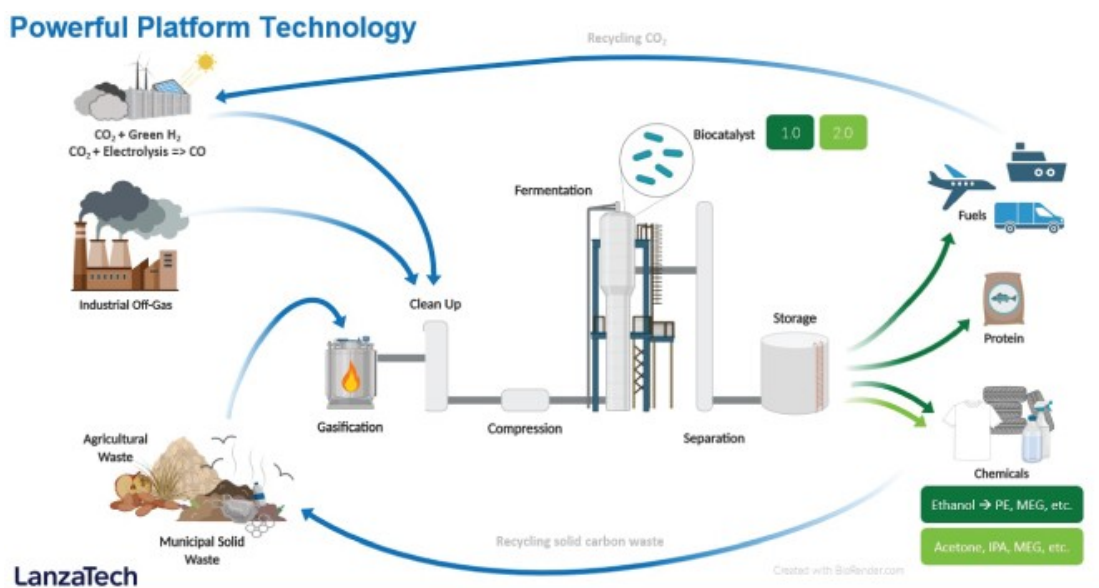 Powerful Platform Technology
Recycling CO₂
CO₂ + Green H₂
CO₂ + Electrolysis => CO
Biocatalyst
1.0
2.0
Fermentation
Fuels
Industrial Off-Gas
Clean Up
Protein
Storage
Gasification
Compression
Separation
Agricultural
Waste
Chemicals
Ethanol → PE, MEG, etc.
Acetone, IPA, MEG, etc.
Municipal Solid
Waste
Recycling solid carbon waste
Created with BioRender.com
LanzaTech